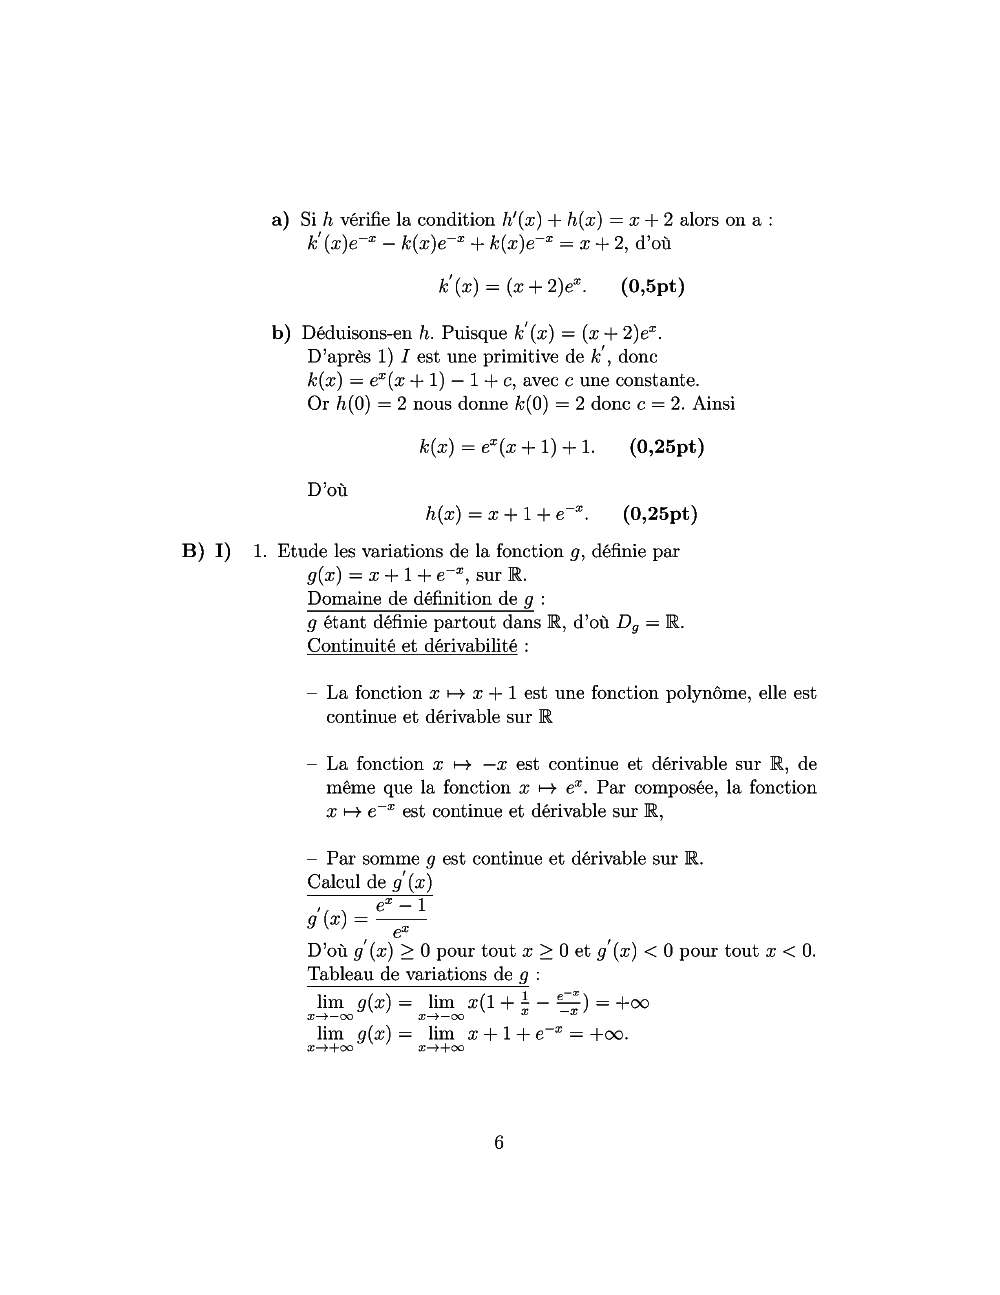 a) Si h vérifie la condition h'(x) + h(x) = x + 2 alors on a :
k'(x)e^{-x} − k(x)e^{-x} + k(x)e^{-x} = x + 2, d'où
k'(x) = (x + 2)e^x. (0,5pt)
b) Déduisons-en h. Puisque k'(x) = (x + 2)e^x.
D'après 1) I est une primitive de k', donc
k(x) = e^x(x + 1) − 1 + c, avec c une constante.
Or h(0) = 2 nous donne k(0) = 2 donc c = 2. Ainsi
k(x) = e^x(x + 1) + 1. (0,25pt)
D'où
h(x) = x + 1 + e^{-x}. (0,25pt)
B) I) 1. Etude les variations de la fonction g, définie par
g(x) = x + 1 + e^{-x}, sur ℝ.
Domaine de définition de g :
g étant définie partout dans ℝ, d'où D_g = ℝ.
Continuité et dérivabilité :
– La fonction x ↦ x + 1 est une fonction polynôme, elle est
continue et dérivable sur ℝ
– La fonction x ↦ −x est continue et dérivable sur ℝ, de
même que la fonction x ↦ e^x. Par composée, la fonction
x ↦ e^{-x} est continue et dérivable sur ℝ,
– Par somme g est continue et dérivable sur ℝ.
Calcul de g'(x)
g'(x) = \frac{e^x − 1}{e^x}
D'où g'(x) ≥ 0 pour tout x ≥ 0 et g'(x) < 0 pour tout x < 0.
Tableau de variations de g :
\lim_{x→−∞} g(x) = \lim_{x→−∞} x(1 + \frac{1}{x} − \frac{e^{-x}}{-x}) = +∞
\lim_{x→+∞} g(x) = \lim_{x→+∞} x + 1 + e^{-x} = +∞.
6